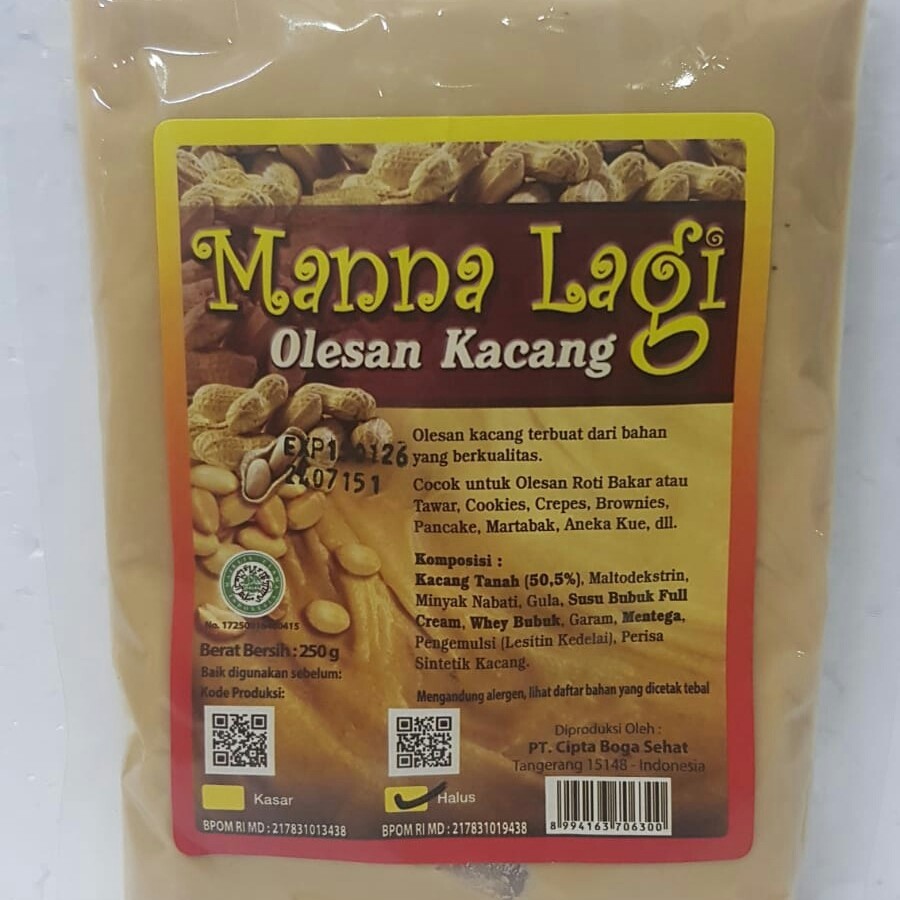 Manna Lagi
Olesan Kacang
Olesan kacang terbuat dari bahan
yang berkualitas.
Cocok untuk Olesan Roti Bakar atau
Tawar, Cookies, Crepes, Brownies,
Pancake, Martabak, Aneka Kue, dll.
Komposisi :
Kacang Tanah (50,5%), Maltodekstrin,
Minyak Nabati, Gula, Susu Bubuk Full
Cream, Whey Bubuk, Garam, Mentega,
Pengemulsi (Lesitin Kedelai), Perisa
Sintetik Kacang.
Mengandung alergen, lihat daftar bahan yang dicetak tebal
No.
Berat Bersih : 250 g
Baik digunakan sebelum:
Kode Produksi:
Kasar
BPOM RI MD : 217831013438
Halus
BPOM RI MD : 217831019438
Diproduksi Oleh :
PT. Cipta Boga Sehat
Tangerang 15148 - Indonesia
8 994163 706300